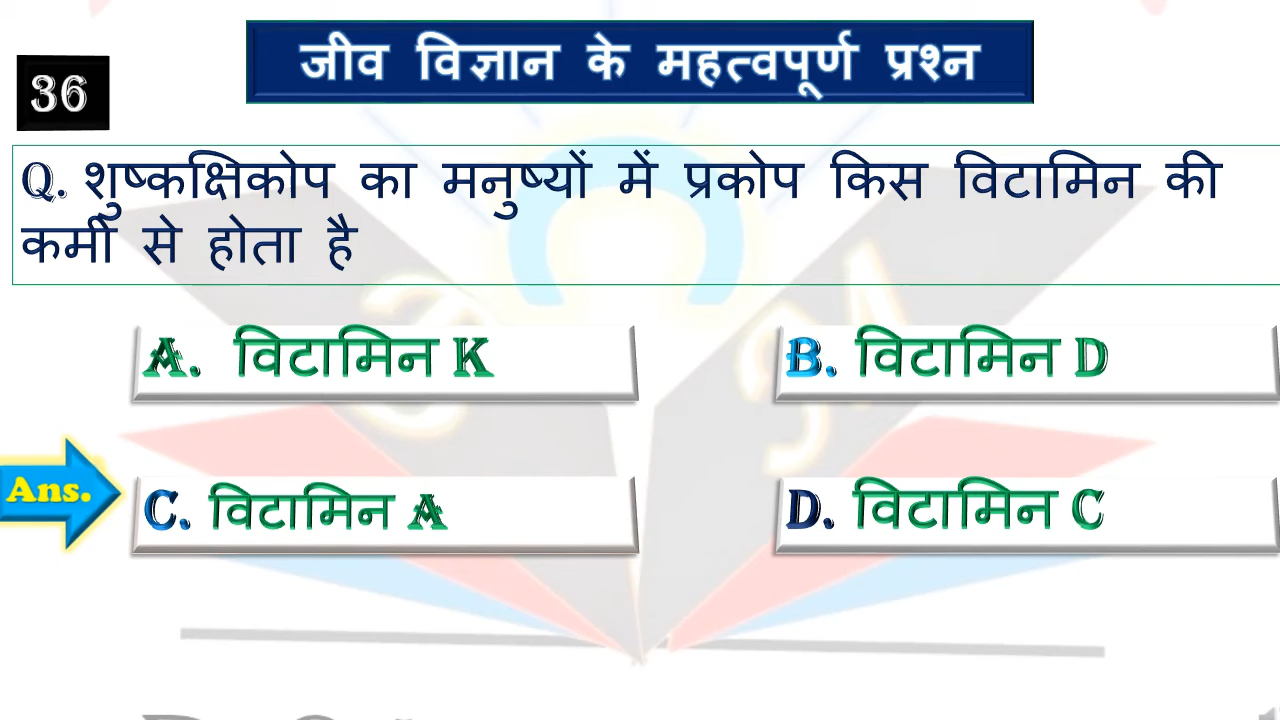 जीव विज्ञान के महत्वपूर्ण प्रश्न
36
Q. शुष्कक्षिकोप का मनुष्यों में प्रकोप किस विटामिन की
कमी से होता है
A. विटामिन K
B. विटामिन D
Ans.
C. विटामिन A
D. विटामिन C